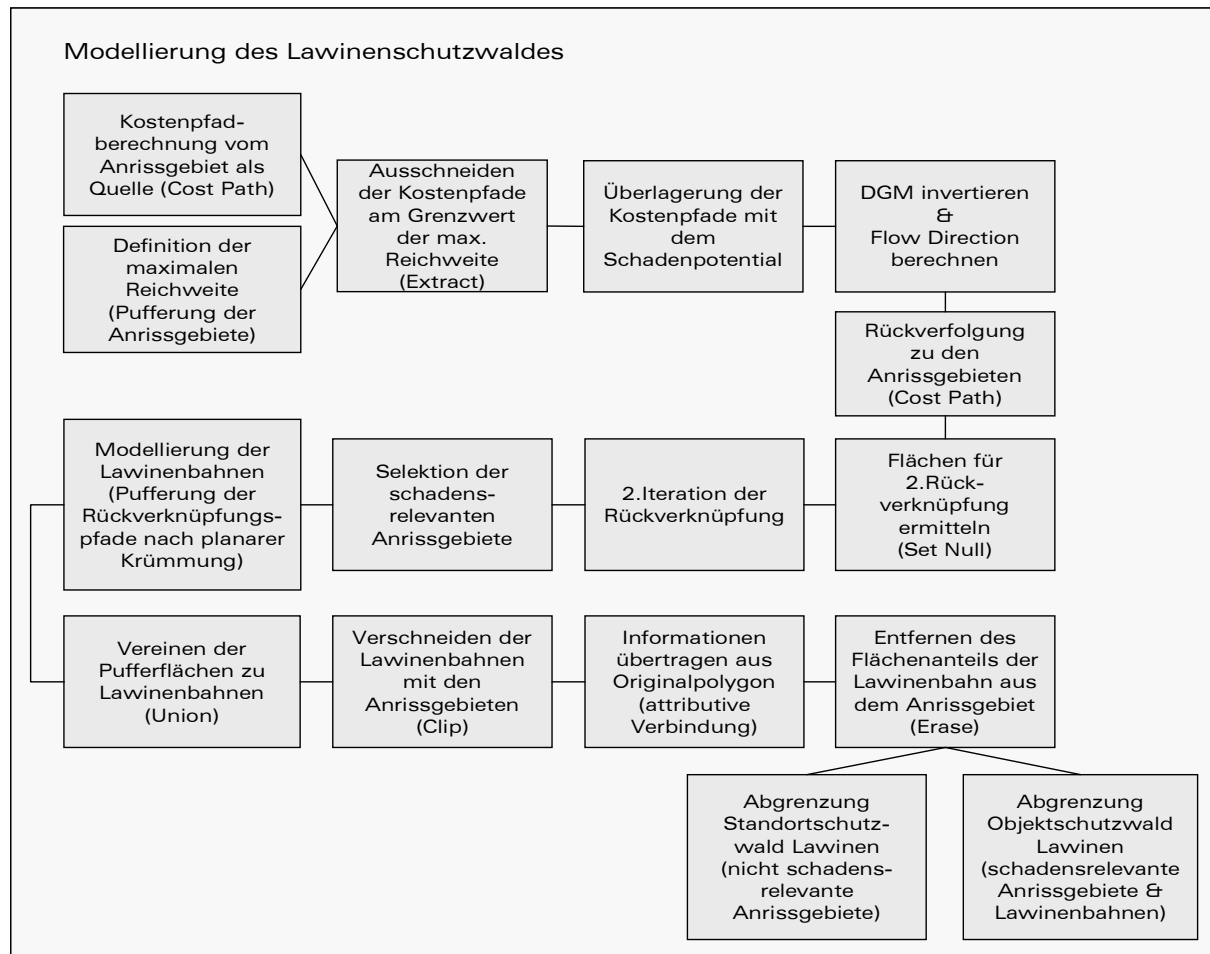 Modellierung des Lawinenschutzwaldes
Kostenpfad-
berechnung vom
Anrissgebiet als
Quelle (Cost Path)
Definition der
maximalen
Reichweite
(Pufferung der
Anrissgebiete)
Ausschneiden
der Kostenpfade
am Grenzwert
der max.
Reichweite
(Extract)
Überlagerung der
Kostenpfade mit
dem
Schadenpotential
DGM invertieren
&
Flow Direction
berechnen
Rückverfolgung
zu den
Anrissgebieten
(Cost Path)
Flächen für
2.Rück-
verknüpfung
ermitteln
(Set Null)
2.Iteration der
Rückverknüpfung
Selektion der
schadens-
relevanten
Anrissgebiete
Modellierung der
Lawinenbahnen
(Pufferung der
Rückverknüpfungs-
pfade nach planarer
Krümmung)
Vereinen der
Pufferflächen zu
Lawinenbahnen
(Union)
Verschneiden der
Lawinenbahnen
mit den
Anrissgebieten
(Clip)
Informationen
übertragen aus
Originalpolygon
(attributive
Verbindung)
Entfernen des
Flächenanteils der
Lawinenbahn aus
dem Anrissgebiet
(Erase)
Abgrenzung
Standortschutz-
wald Lawinen
(nicht schadens-
relevante
Anrissgebiete)
Abgrenzung
Objektschutzwald
Lawinen
(schadensrelevante
Anrissgebiete &
Lawinenbahnen)